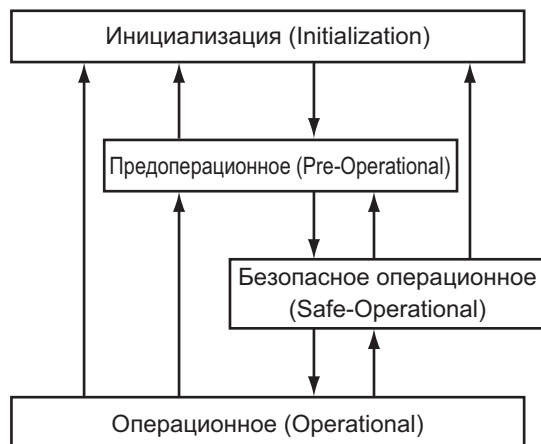 Инициализация (Initialization)
Предоперационное (Pre-Operational)
Безопасное операционное
(Safe-Operational)
Операционное (Operational)